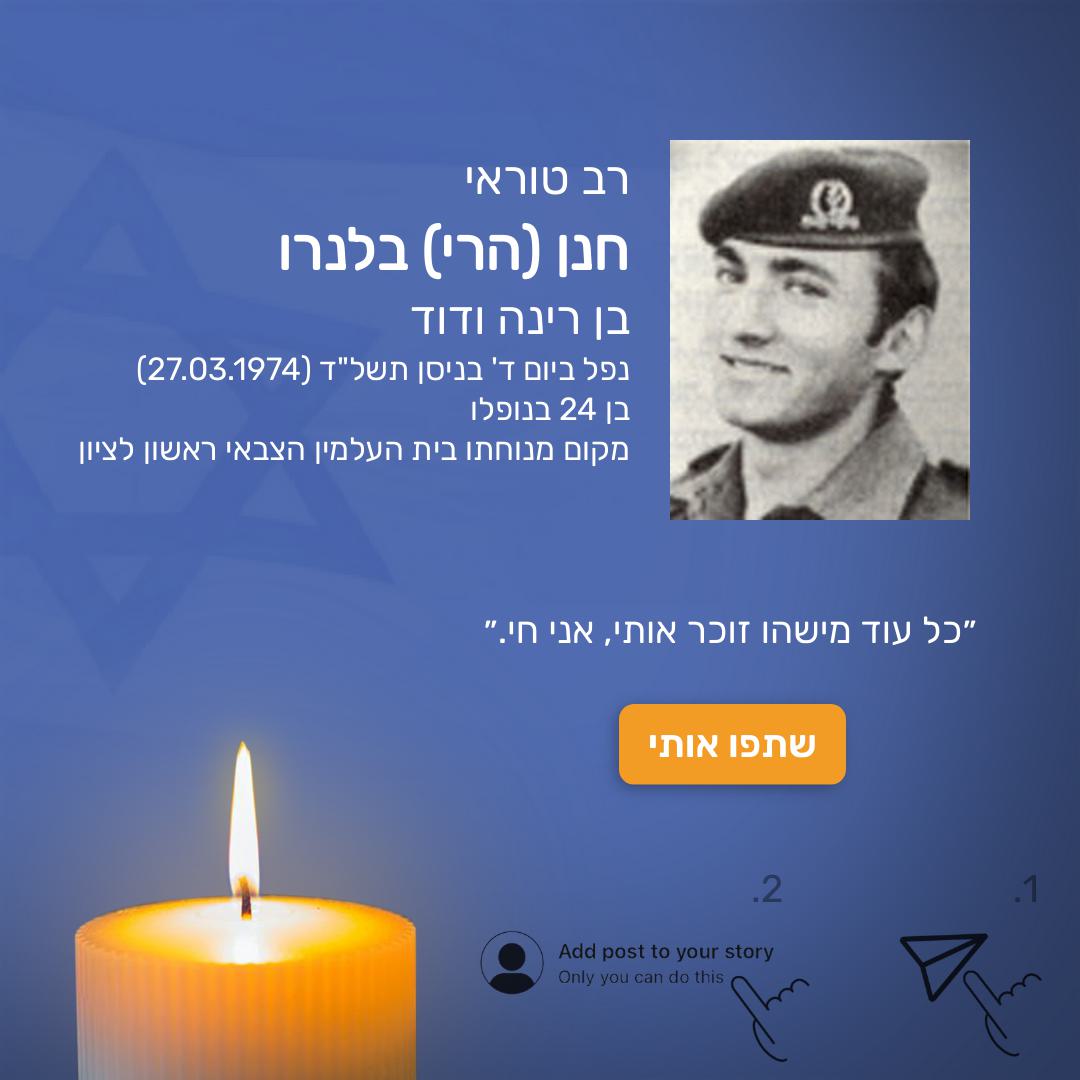 רב טוראי
חנן (הרי) בלנרו
בן רינה ודוד
נפל ביום ד' בניסן תשל"ד (27.03.1974)
בן 24 בנופלו
מקום מנוחתו בית העלמין הצבאי ראשון לציון
״כל עוד מישהו זוכר אותי, אני חי.״
שתפו אותי
.1
.2
Add post to your story
Only you can do this